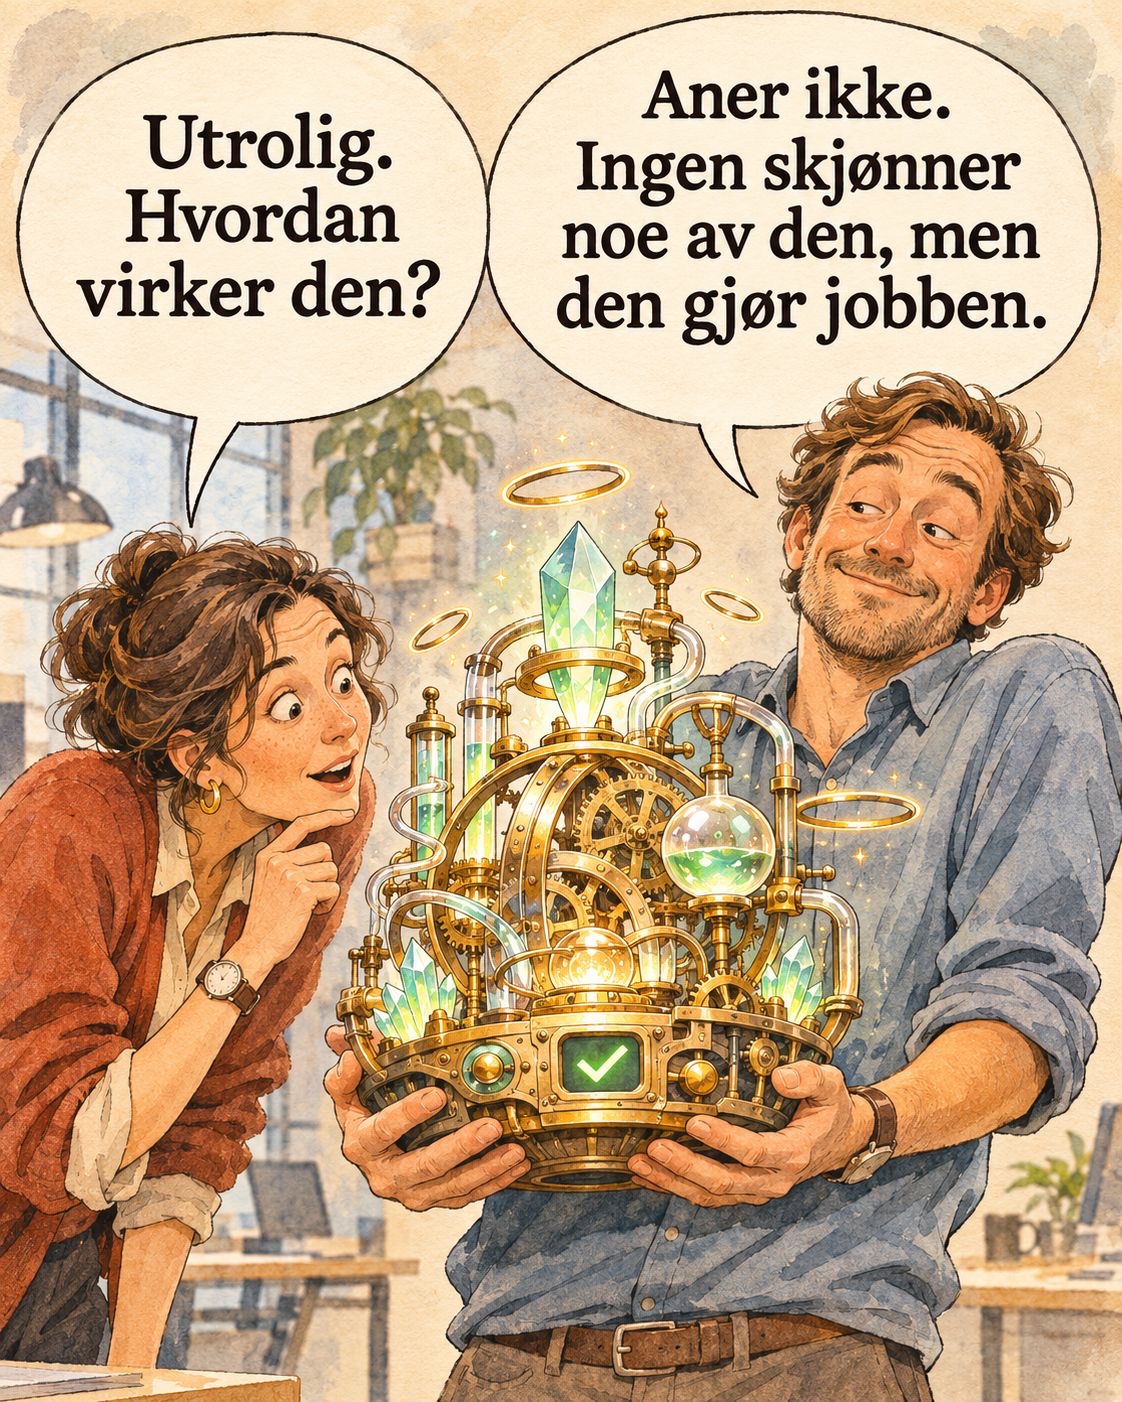 Utrolig.
Hvordan
virker den?
Aner ikke.
Ingen skjønner
noe av den, men
den gjør jobben.